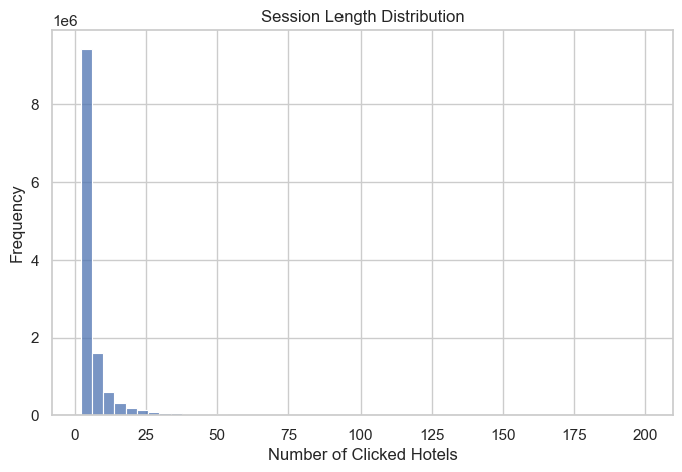 Session Length Distribution
1e6
8
6
4
2
0
Frequency
0 25 50 75 100 125 150 175 200
Number of Clicked Hotels